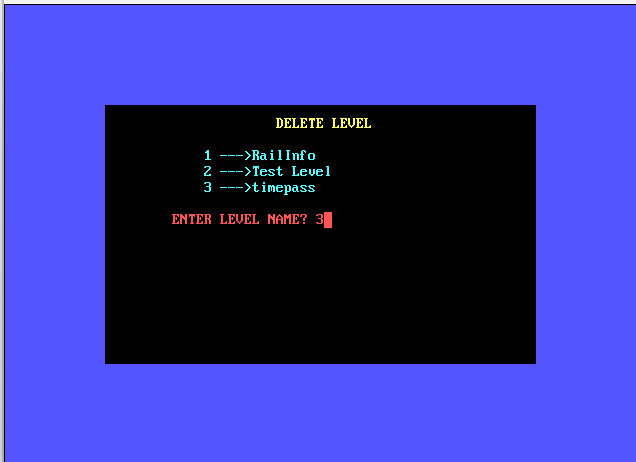 DELETE LEVEL
1 --->RailInfo
2 --->Test Level
3 --->timepass
ENTER LEVEL NAME? 3